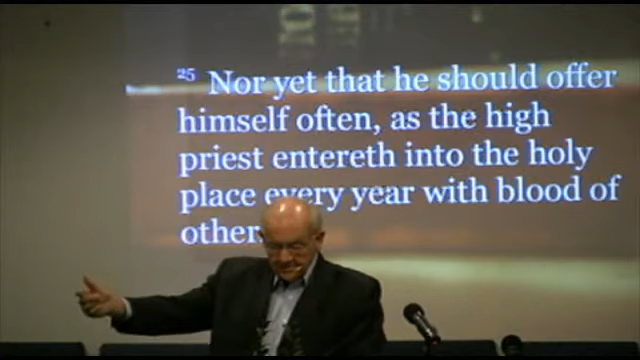 25 Nor yet that he should offer
himself often, as the high
priest entereth into the holy
place every year with blood of
other